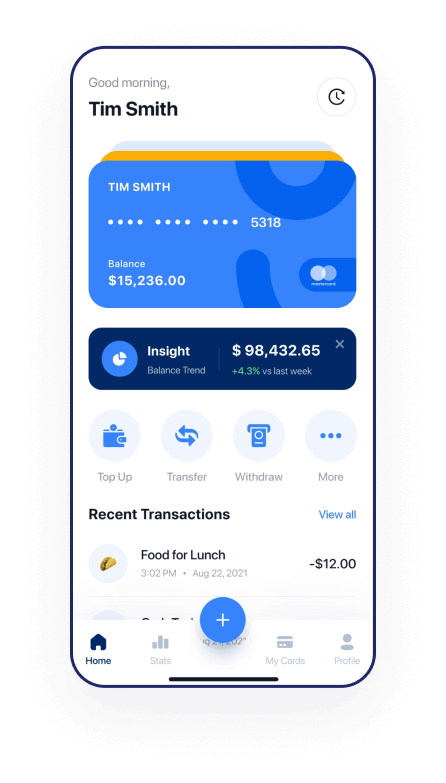 Good morning,
Tim Smith
TIM SMITH
•••• •••• •••• 5318
Balance
$15,236.00
mastercard
Insight
Balance Trend
$ 98,432.65
+4.3% vs last week
Top Up
Transfer
Withdraw
More
Recent Transactions
View all
Food for Lunch
3:02 PM • Aug 22, 2021
-$12.00
Home
Stats
My Cards
Profile